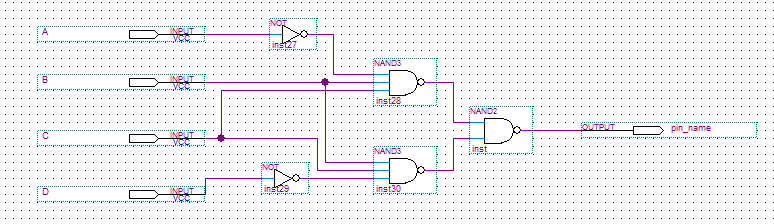 NOT
A
INPUT
VCC
inst27
NAND3
B
INPUT
VCC
inst28
NAND2
C
INPUT
VCC
OUTPUT
pin_name
inst
NAND3
NOT
D
INPUT
VCC
inst29
inst30